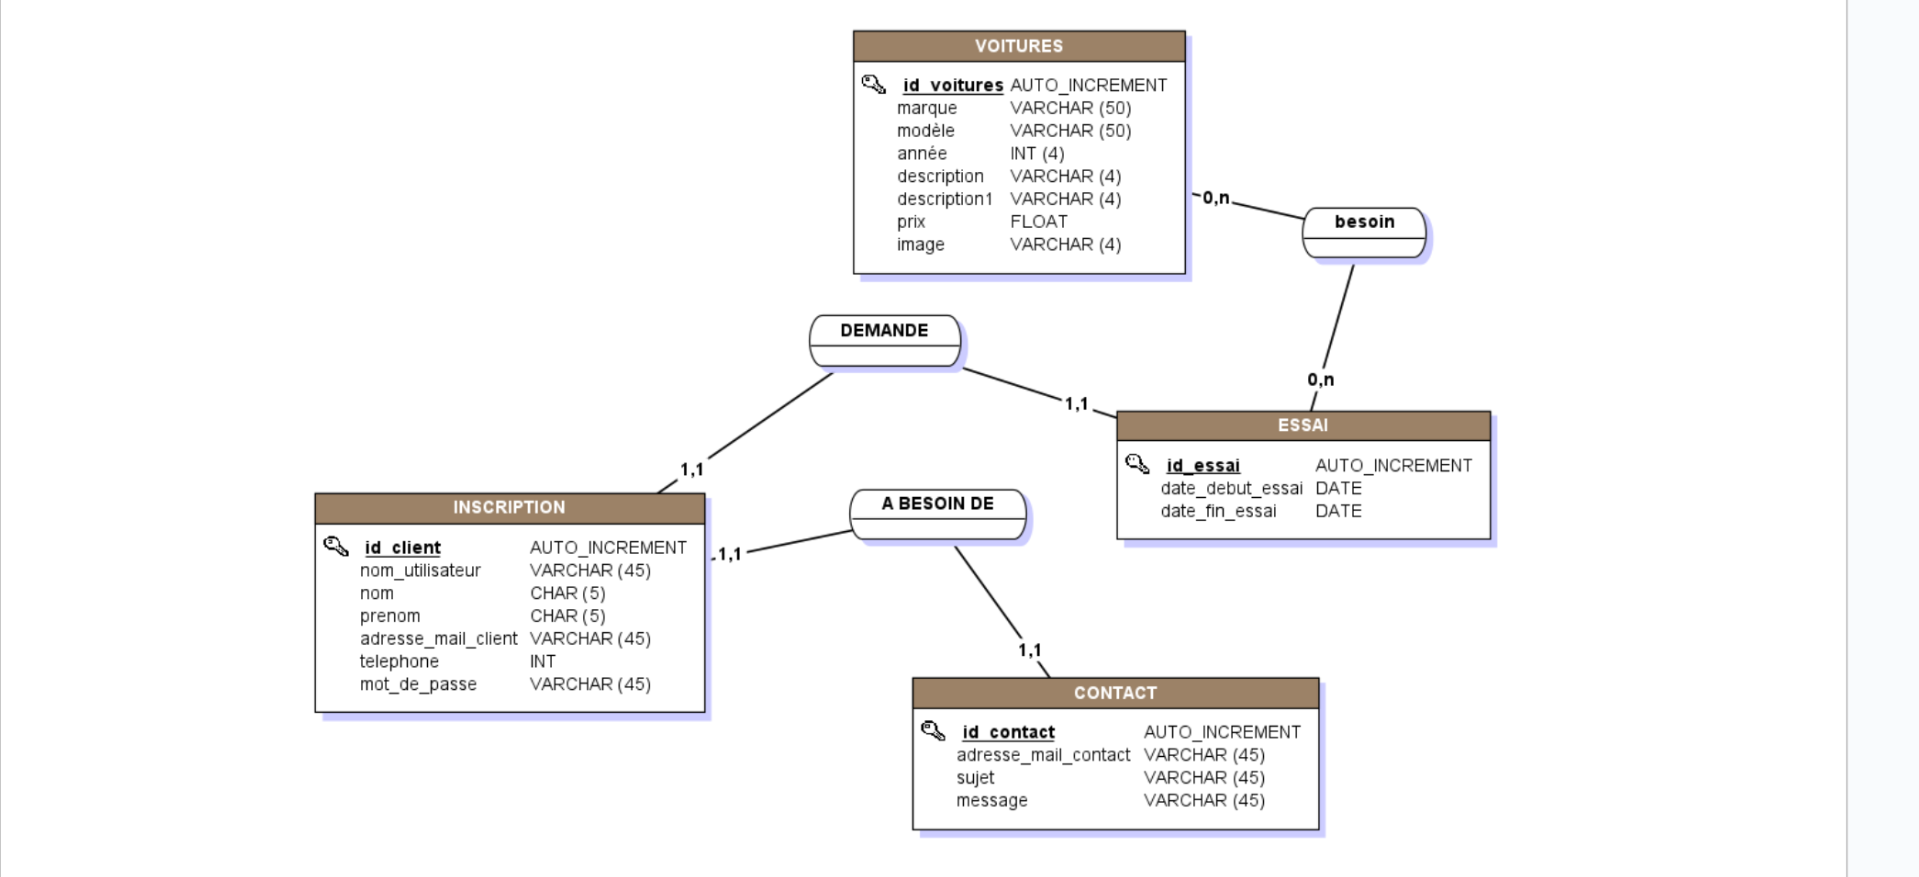 VOITURES
id_voitures AUTO_INCREMENT
marque VARCHAR (50)
modèle VARCHAR (50)
année INT (4)
description VARCHAR (4)
description1 VARCHAR (4)
prix FLOAT
image VARCHAR (4)
0,n
besoin
DEMANDE
0,n
1,1
ESSAI
id_essai AUTO_INCREMENT
date_debut_essai DATE
date_fin_essai DATE
1,1
INSCRIPTION
id_client AUTO_INCREMENT
nom_utilisateur VARCHAR (45)
nom CHAR (5)
prenom CHAR (5)
adresse_mail_client VARCHAR (45)
telephone INT
mot_de_passe VARCHAR (45)
A BESOIN DE
1,1
1,1
CONTACT
id_contact AUTO_INCREMENT
adresse_mail_contact VARCHAR (45)
sujet VARCHAR (45)
message VARCHAR (45)